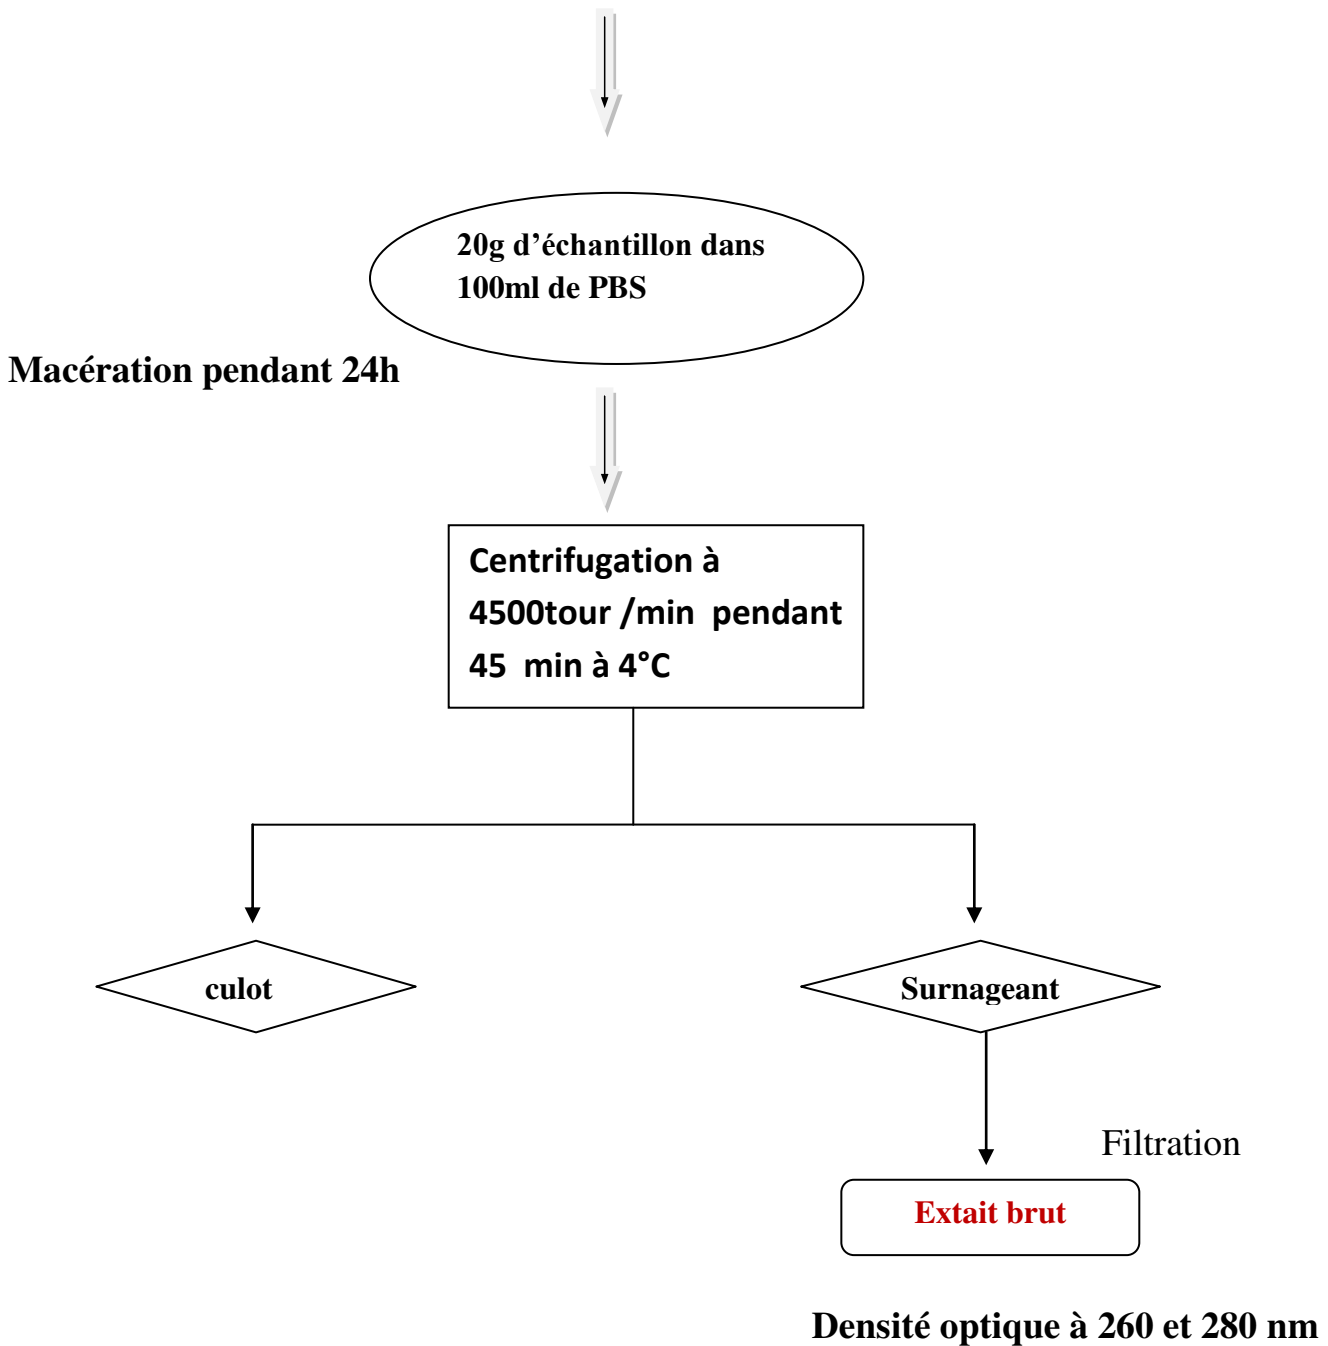 20g d’échantillon dans
100ml de PBS
Macération pendant 24h
Centrifugation à
4500tour /min  pendant
45  min à 4°C
culot
Surnageant
Filtration
Extait brut
Densité optique à 260 et 280 nm